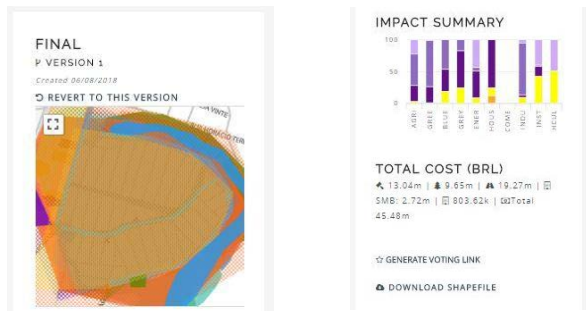 FINAL
P VERSION 1
Created 06/08/2018
REVERT TO THIS VERSION
VINTE
IMPACT SUMMARY
100
50
0
AGRI
GREE
BLUE
GREY
ENER
HOUS
COME
INDU
INST
HCUL
TOTAL COST (BRL)
13.04m | 9.65m | 19.27m |
SMB: 2.72m | 803.62k | Total
45.48m
GENERATE VOTING LINK
DOWNLOAD SHAPEFILE